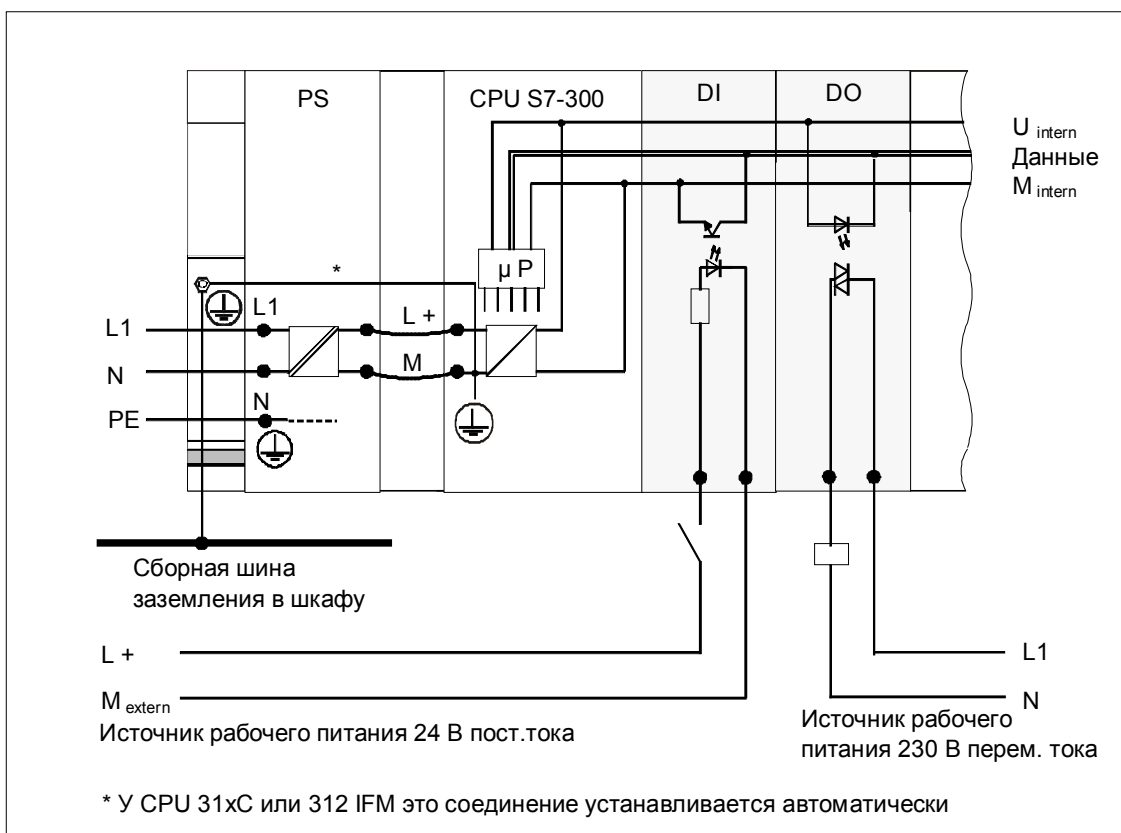 PS
CPU S7-300
DI
DO
U intern
Данные
M intern
µ P
*
L1
L +
L1
N
M
N
PE
Сборная шина
заземления в шкафу
L +
M extern
Источник рабочего питания 24 В пост.тока
L1
N
Источник рабочего
питания 230 В перем. тока
* У CPU 31xC или 312 IFM это соединение устанавливается автоматически